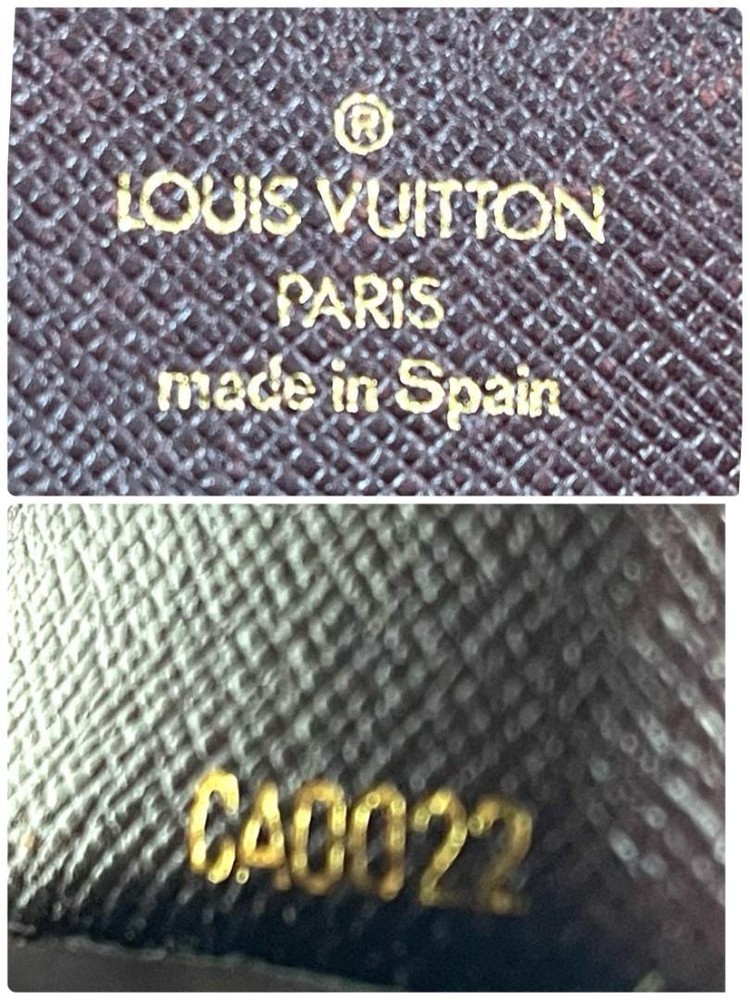 ®
LOUIS VUITTON
PARIS
made in Spain
CA0022